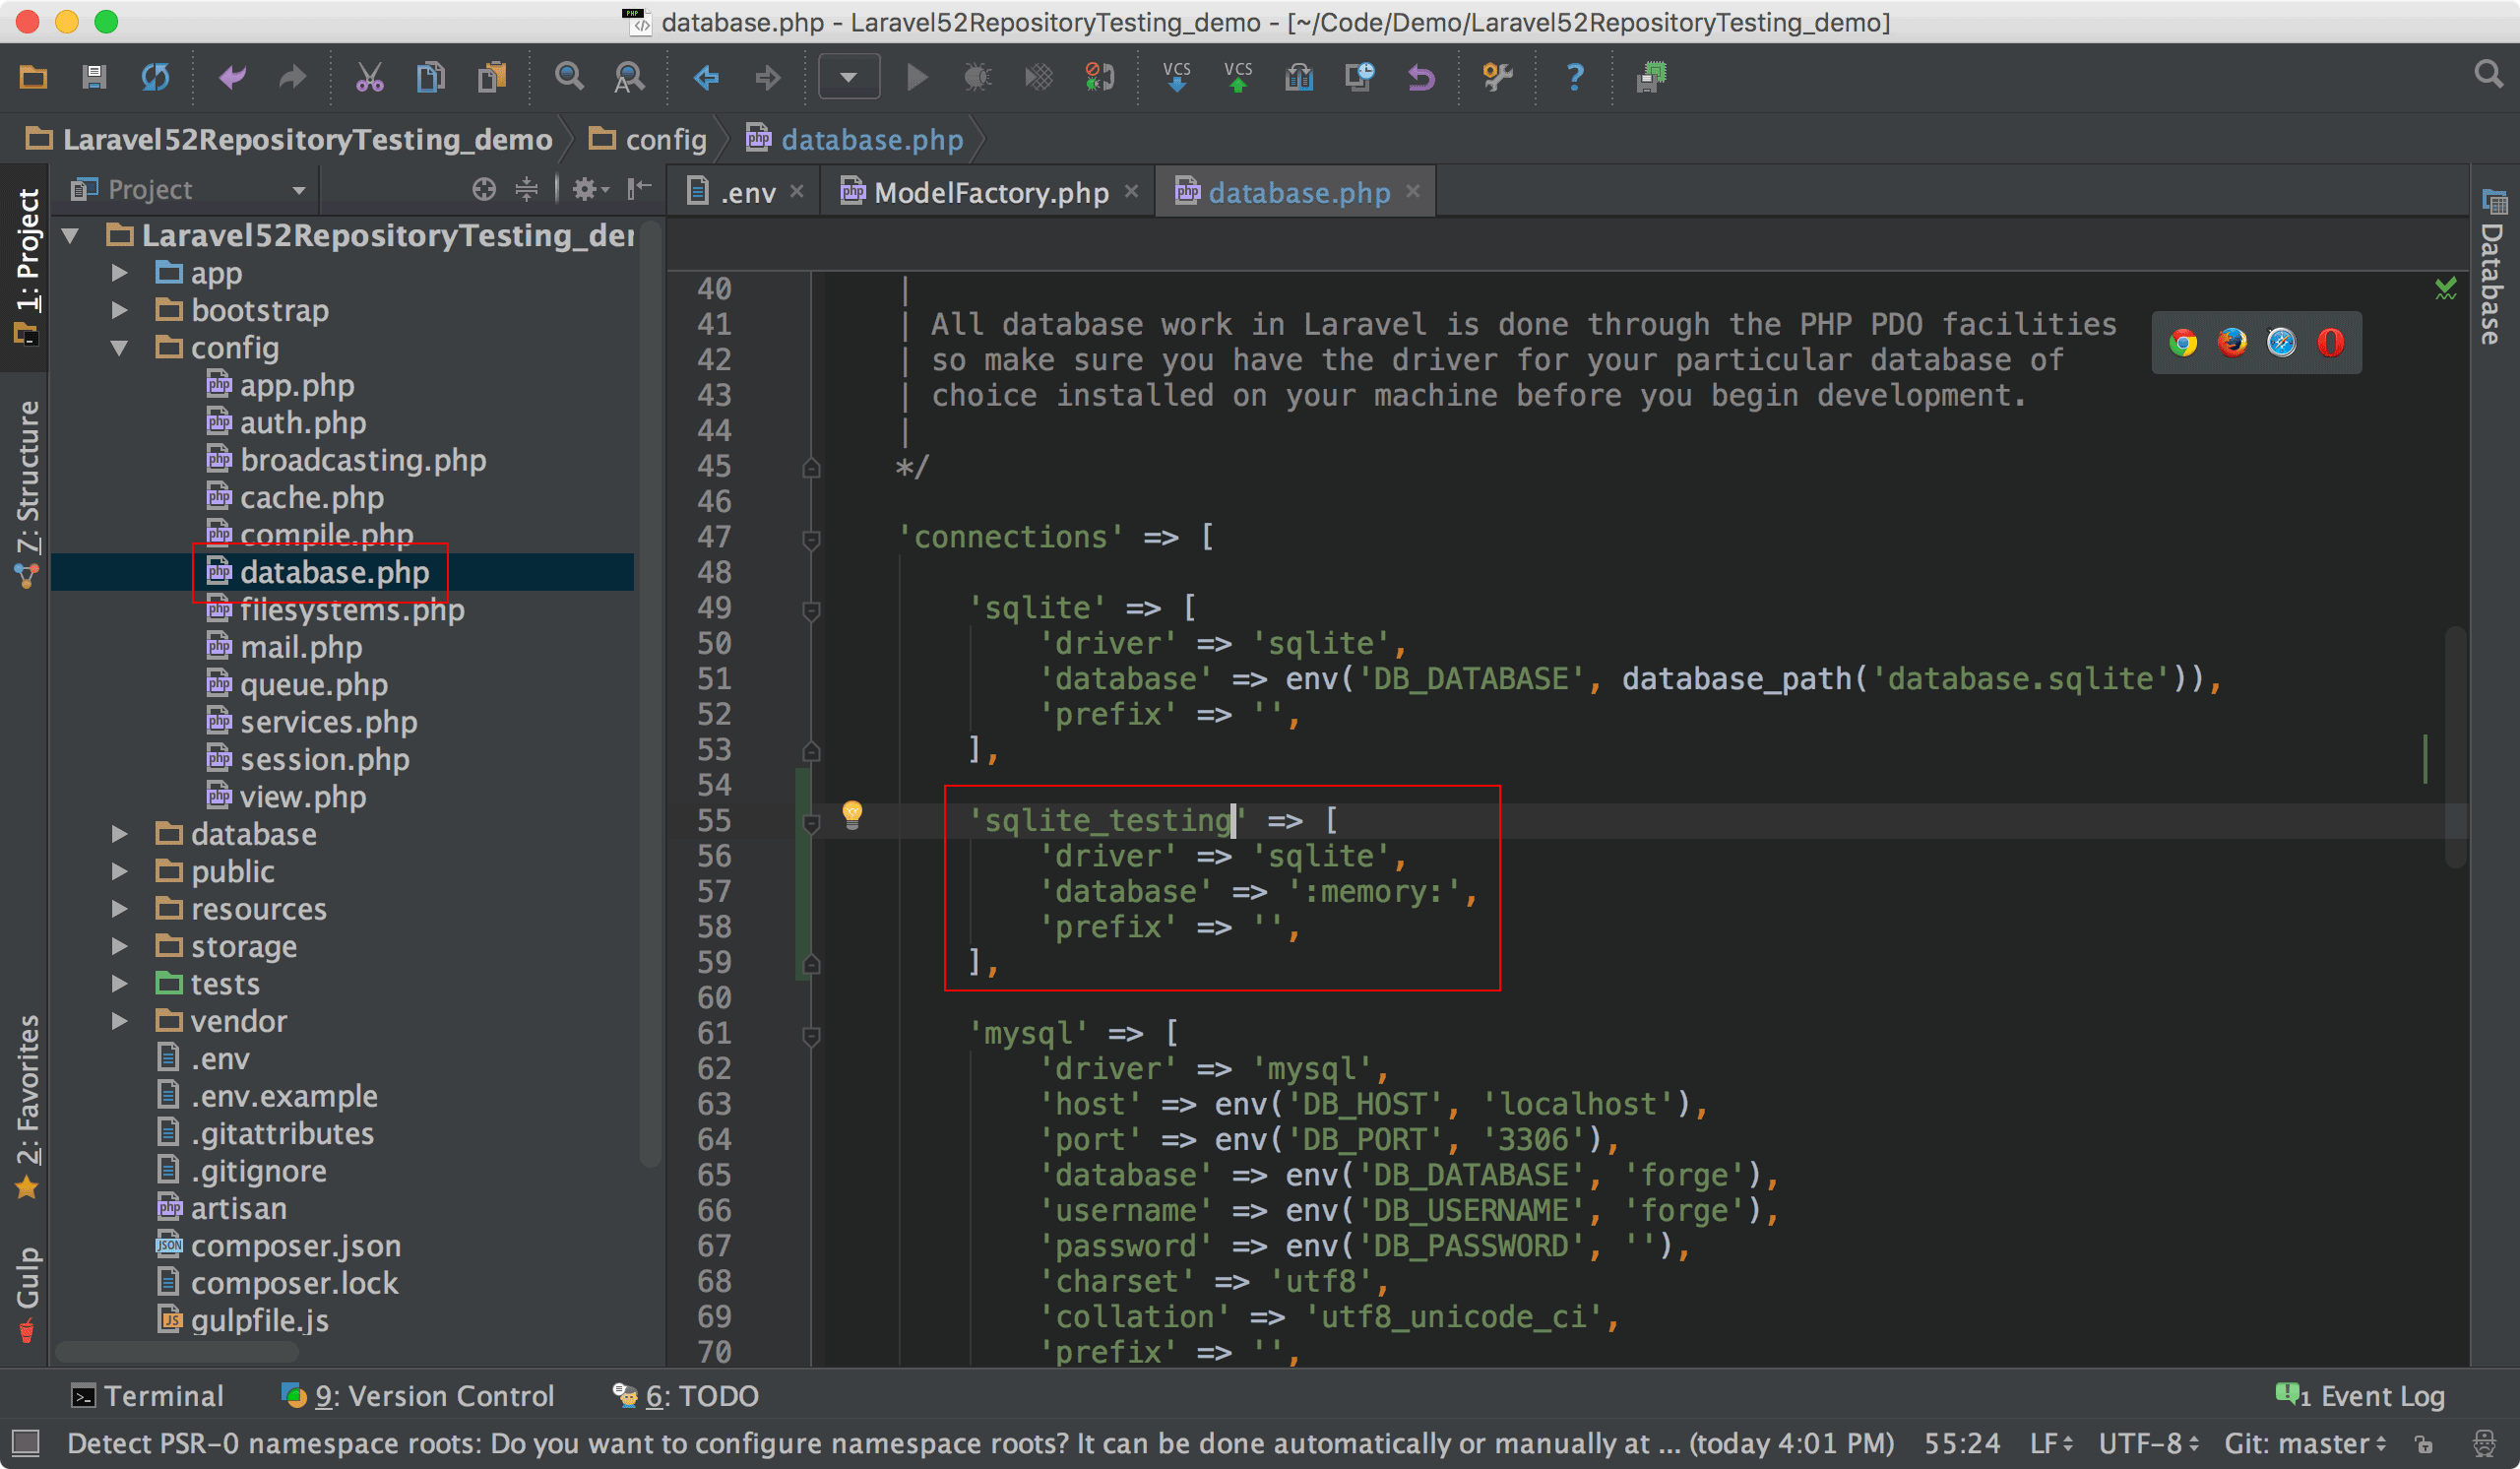 database.php - Laravel52RepositoryTesting_demo - [~/Code/Demo/Laravel52RepositoryTesting_demo]
VCS VCS ?
Laravel52RepositoryTesting_demo config database.php
Project
.env ModelFactory.php database.php
1: Project
7: Structure
2: Favorites
Gulp
Laravel52RepositoryTesting_der
app
bootstrap
config
app.php
auth.php
broadcasting.php
cache.php
compile.php
database.php
filesystems.php
mail.php
queue.php
services.php
session.php
view.php
database
public
resources
storage
tests
vendor
.env
.env.example
.gitattributes
.gitignore
artisan
composer.json
composer.lock
gulpfile.js
40 |
41 | All database work in Laravel is done through the PHP PDO facilities
42 | so make sure you have the driver for your particular database of
43 | choice installed on your machine before you begin development.
44 |
45 */
46
47 'connections' => [
48
49 'sqlite' => [
50 'driver' => 'sqlite',
51 'database' => env('DB_DATABASE', database_path('database.sqlite')),
52 'prefix' => '',
53 ],
54
55 'sqlite_testing' => [
56 'driver' => 'sqlite',
57 'database' => ':memory:',
58 'prefix' => '',
59 ],
60
61 'mysql' => [
62 'driver' => 'mysql',
63 'host' => env('DB_HOST', 'localhost'),
64 'port' => env('DB_PORT', '3306'),
65 'database' => env('DB_DATABASE', 'forge'),
66 'username' => env('DB_USERNAME', 'forge'),
67 'password' => env('DB_PASSWORD', ''),
68 'charset' => 'utf8',
69 'collation' => 'utf8_unicode_ci',
70 'prefix' => '',
Database
Terminal 9: Version Control 6: TODO 1 Event Log
Detect PSR-0 namespace roots: Do you want to configure namespace roots? It can be done automatically or manually at ... (today 4:01 PM) 55:24 LF UTF-8 Git: master